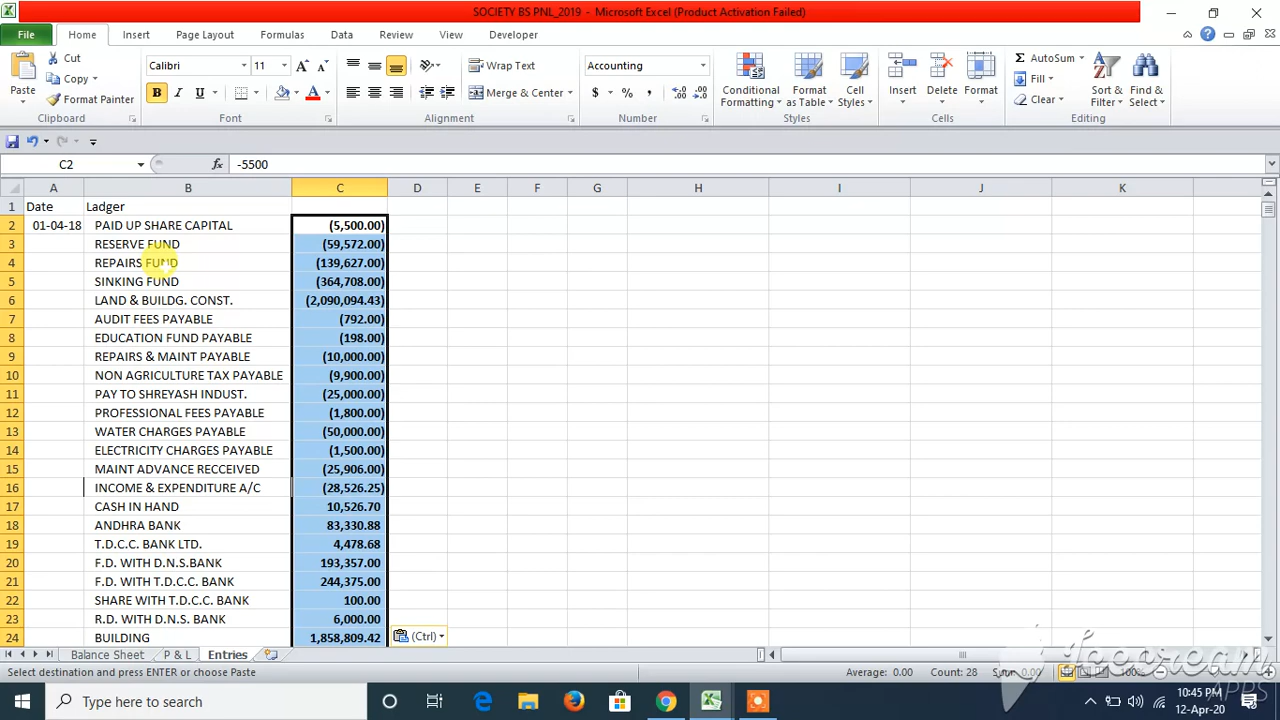 SOCIETY BS PNL_2019 - Microsoft Excel (Product Activation Failed)
File Home Insert Page Layout Formulas Data Review View Developer
Cut
Copy
Format Painter
Paste
Clipboard
Calibri 11
B I U A
Font
Wrap Text
Merge & Center
Alignment
Accounting
$ % ,
Number
Conditional Formatting
Format as Table
Cell Styles
Styles
Insert Delete Format
Cells
Σ AutoSum
Fill
Clear
Sort & Filter
Find & Select
Editing
C2 fx -5500
A B C D E F G H I J K
1 Date Ledger
2 01-04-18 PAID UP SHARE CAPITAL (5,500.00)
3 RESERVE FUND (59,572.00)
4 REPAIRS FUND (139,627.00)
5 SINKING FUND (364,708.00)
6 LAND & BUILDG. CONST. (2,090,094.43)
7 AUDIT FEES PAYABLE (792.00)
8 EDUCATION FUND PAYABLE (198.00)
9 REPAIRS & MAINT PAYABLE (10,000.00)
10 NON AGRICULTURE TAX PAYABLE (9,900.00)
11 PAY TO SHREYASH INDUST. (25,000.00)
12 PROFESSIONAL FEES PAYABLE (1,800.00)
13 WATER CHARGES PAYABLE (50,000.00)
14 ELECTRICITY CHARGES PAYABLE (1,500.00)
15 MAINT ADVANCE RECCEIVED (25,906.00)
16 INCOME & EXPENDITURE A/C (28,526.25)
17 CASH IN HAND 10,526.70
18 ANDHRA BANK 83,330.88
19 T.D.C.C. BANK LTD. 4,478.68
20 F.D. WITH D.N.S.BANK 193,357.00
21 F.D. WITH T.D.C.C. BANK 244,375.00
22 SHARE WITH T.D.C.C. BANK 100.00
23 R.D. WITH D.N.S. BANK 6,000.00
24 BUILDING 1,858,809.42
(Ctrl)
Balance Sheet P & L Entries
Select destination and press ENTER or choose Paste Average: 0.00 Count: 28 Sum: 0.00 100%
Icecream
APPS
Type here to search
10:45 PM
12-Apr-20